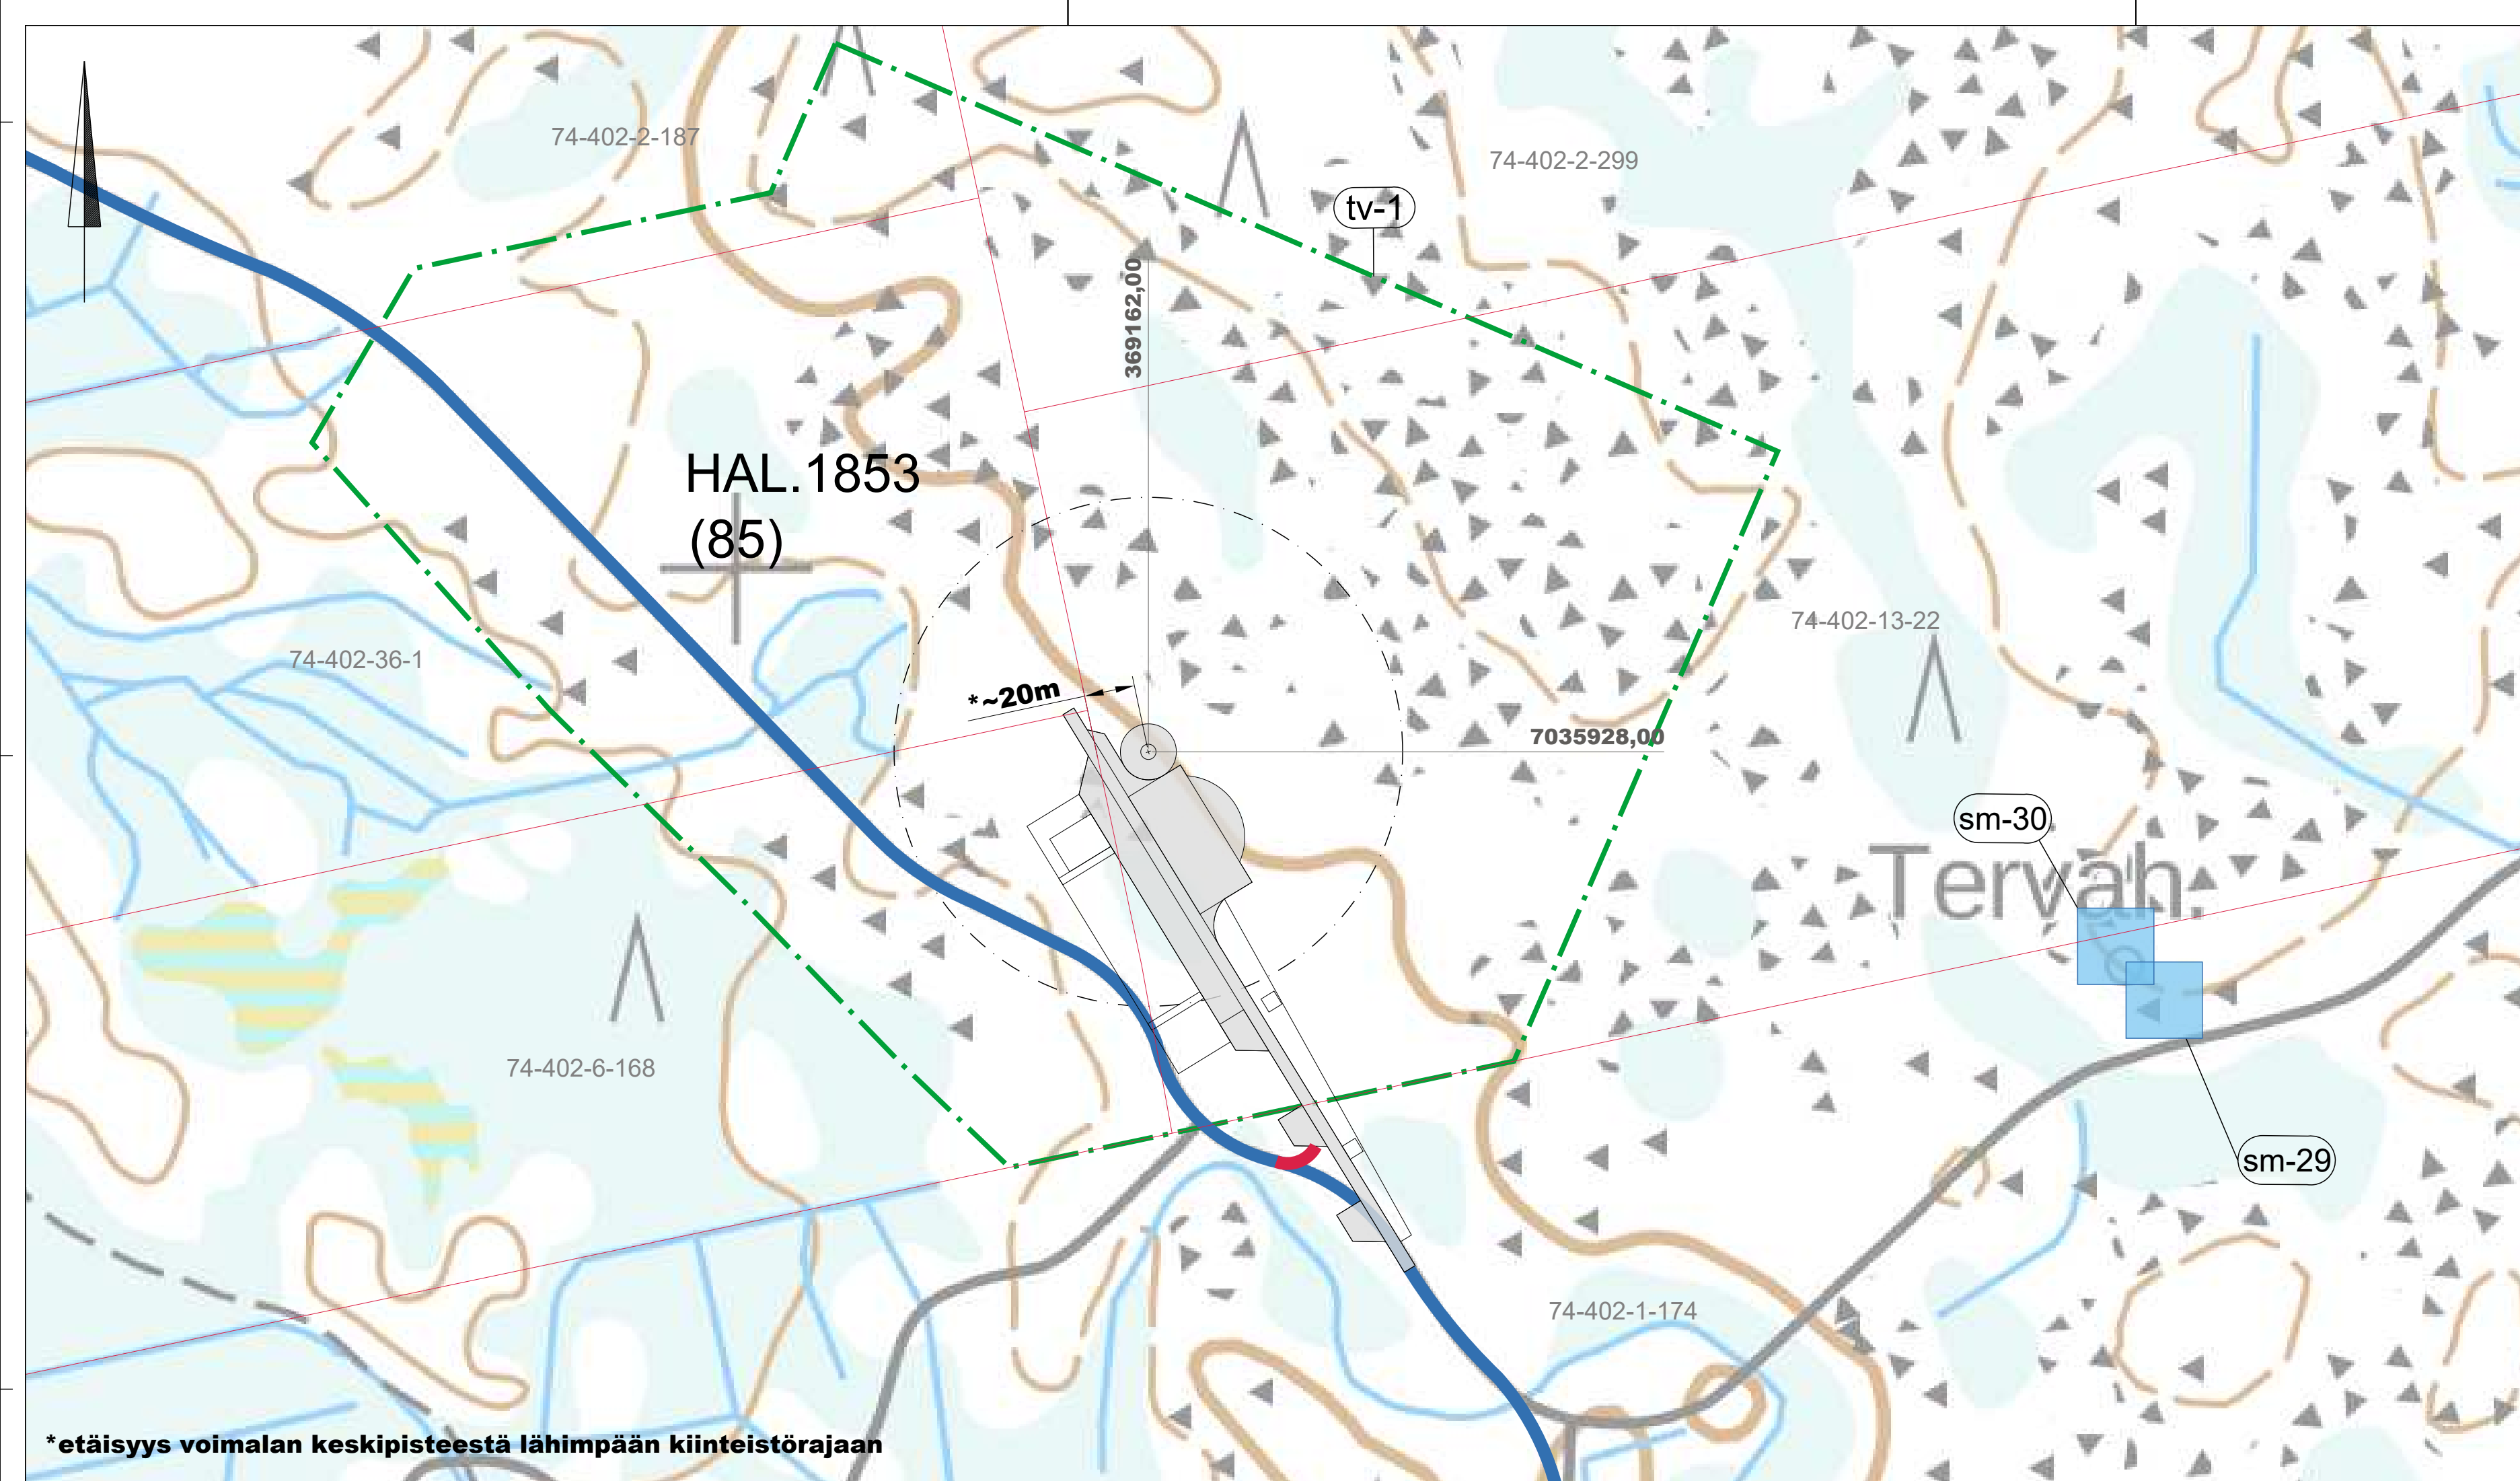 74-402-2-187
74-402-2-299
tv-1
369162,00
HAL.1853
(85)
74-402-13-22
74-402-36-1
*~20m
7035928,00
sm-30
Tervah.
74-402-6-168
sm-29
74-402-1-174
*etäisyys voimalan keskipisteestä lähimpään kiinteistörajaan